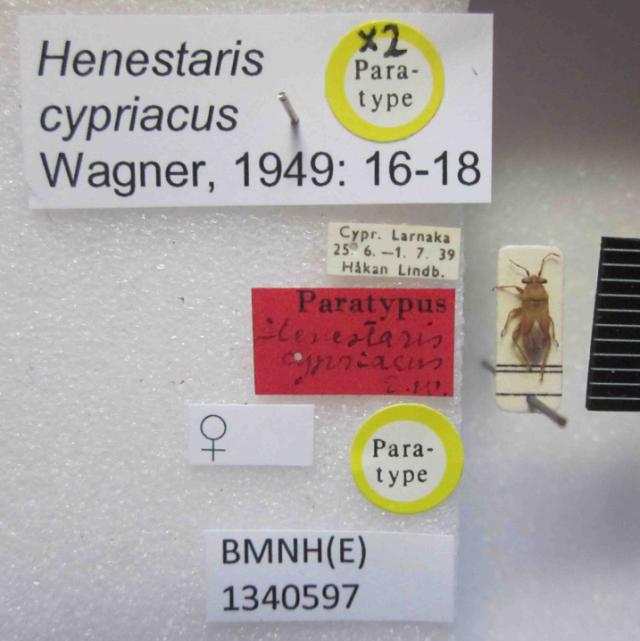 Henestaris
cypriacus
Wagner, 1949: 16-18
x2
Para-
type
Cypr. Larnaka
25. 6. –1. 7. 39
Håkan Lindb.
Paratypus
Henestaris
cypriacus
E.W.
♀
Para-
type
BMNH(E)
1340597